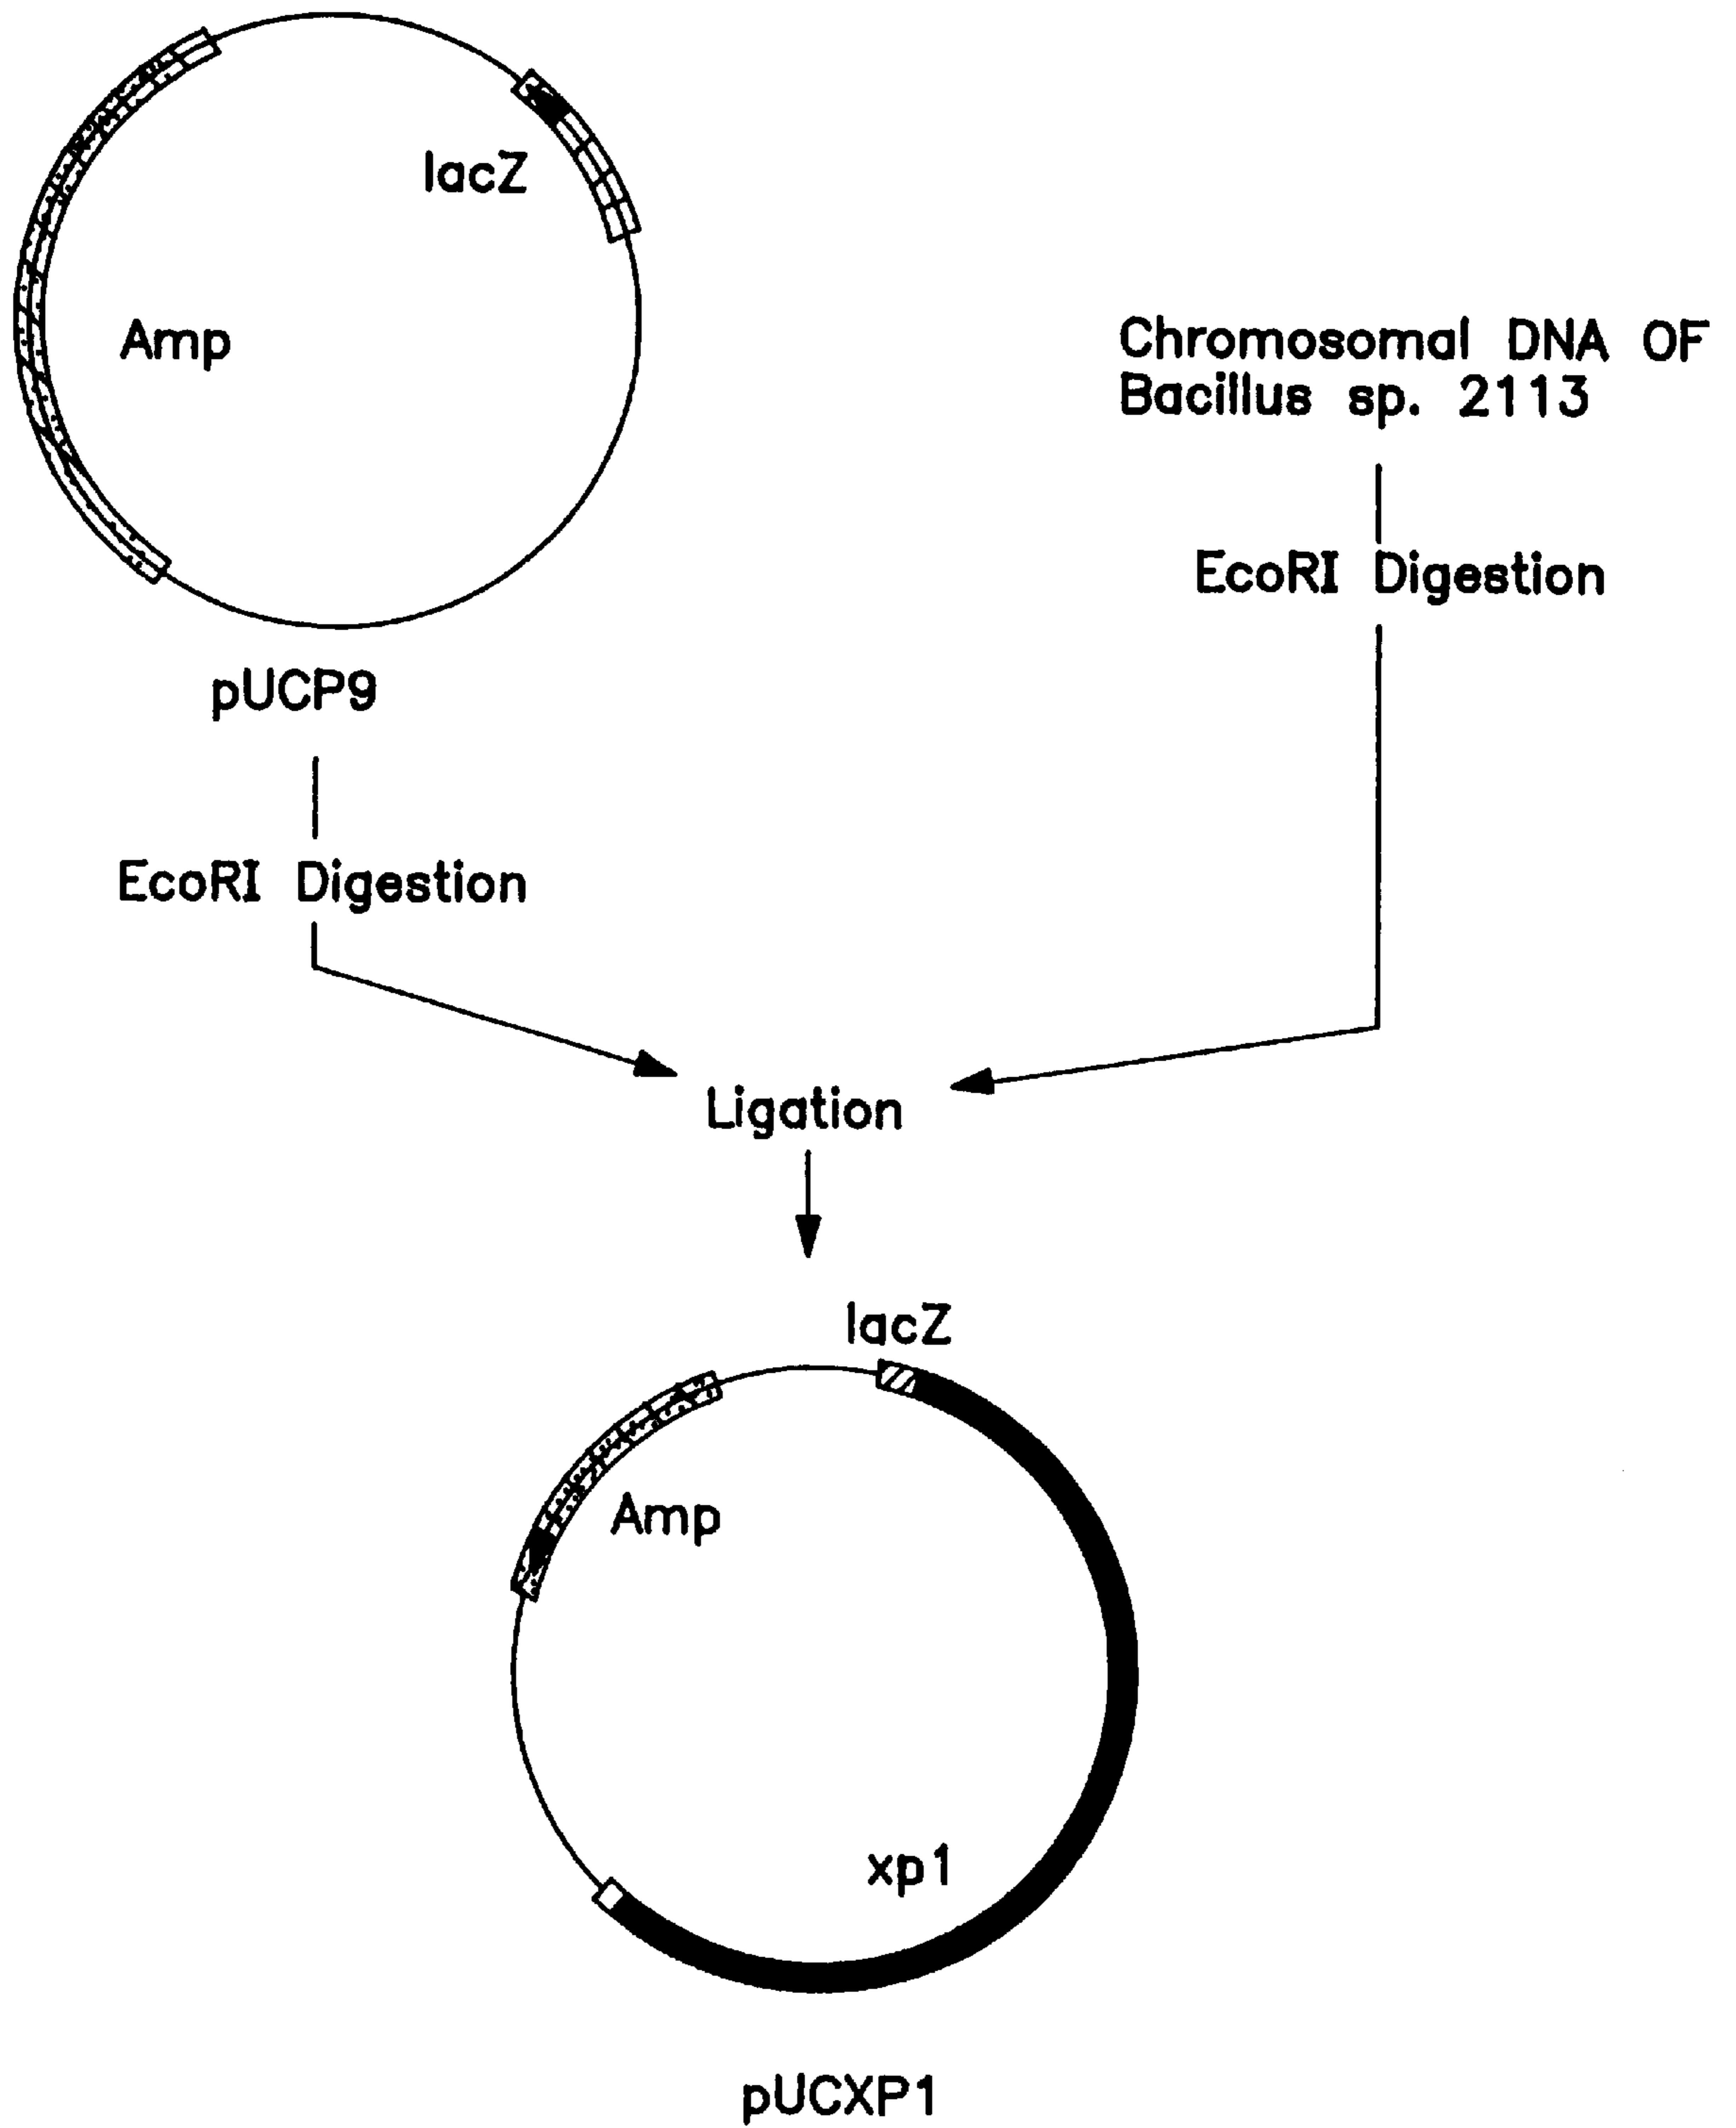 lacZ
Amp
pUCP9
Chromosomal DNA OF
Bacillus sp. 2113
EcoRI Digestion
EcoRI Digestion
Ligation
lacZ
Amp
xp1
pUCXP1